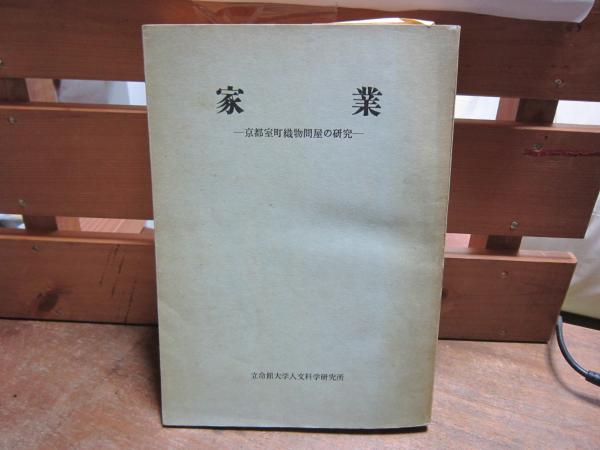 家業
―京都室町織物問屋の研究―
立命館大学人文科学研究所